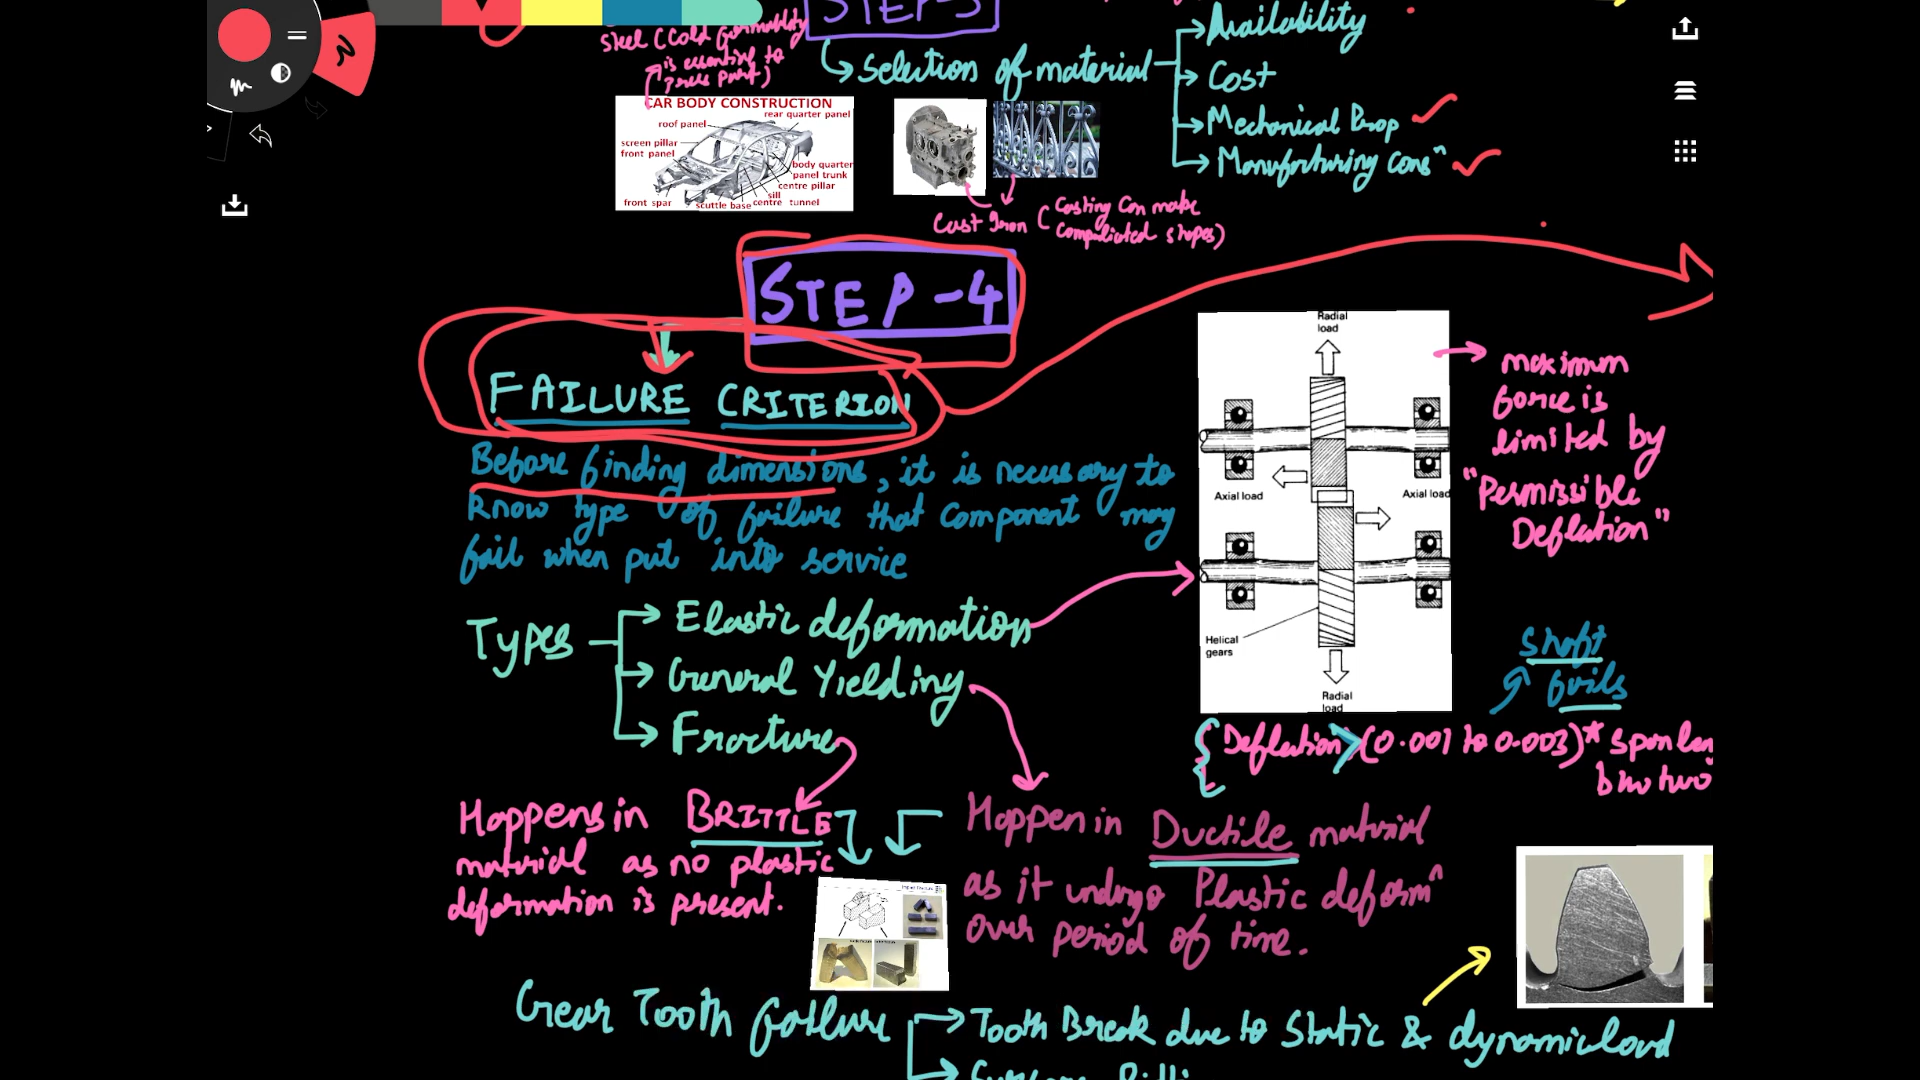 STEP-3
steel (Cold formability
is essential to
press part)
Selection of material
Availability
Cost
Mechanical Prop
Manufacturing consⁿ
CAR BODY CONSTRUCTION
rear quarter panel
roof panel
screen pillar
front panel
body quarter
panel trunk
centre pillar
sill
front spar
scuttle base
centre tunnel
Cast Iron (Casting can make
complicated shapes)
STEP-4
FAILURE CRITERION
Before finding dimensions, it is necessary to
Know type of failure that component may
fail when put into service
Types
Elastic deformation
General Yielding
Fracture
Radial
load
Axial load
Axial load
Helical
gears
Radial
load
maximum
force is
limited by
"Permissible
Deflection"
shaft
fails
Deflection > (0.001 to 0.003)* span len
b/w two
Happens in BRITTLE
material as no plastic
deformation is present.
Happen in Ductile material
as it undergo Plastic deformⁿ
over period of time.
Gear Tooth failure
Tooth Break due to Static & dynamic load